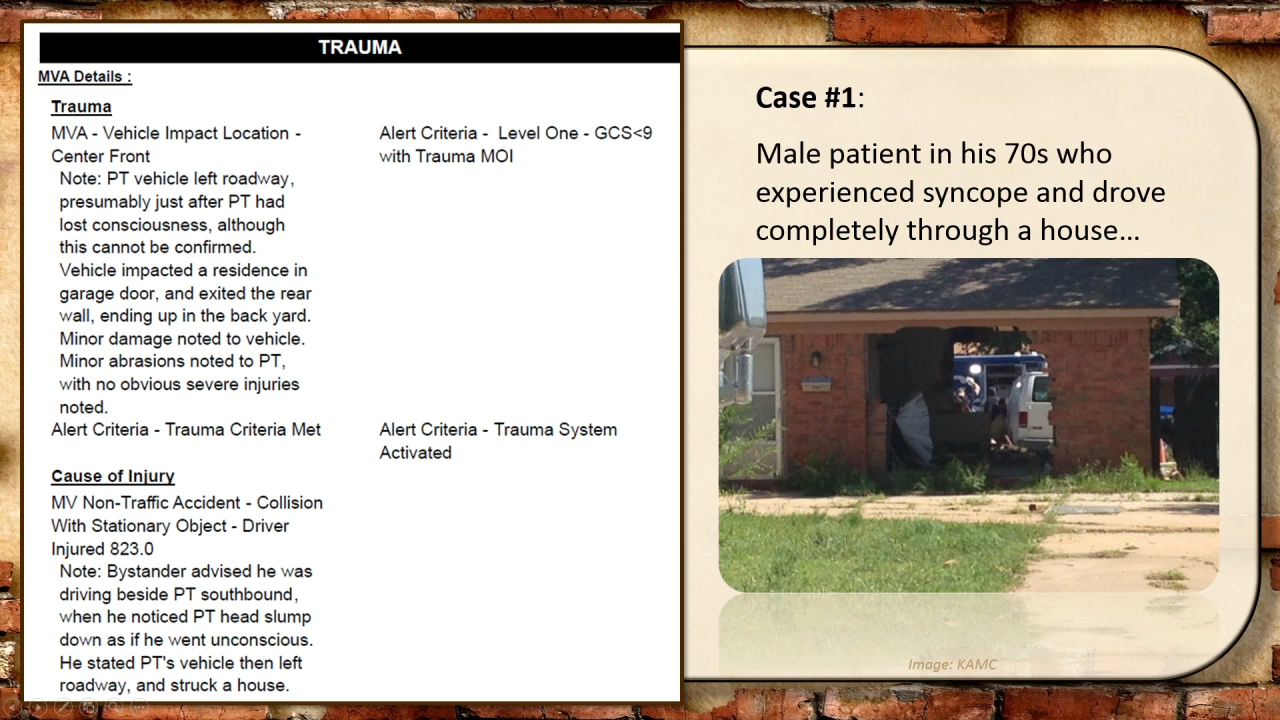 TRAUMA
MVA Details :
Trauma
MVA - Vehicle Impact Location -
Center Front
Note: PT vehicle left roadway,
presumably just after PT had
lost consciousness, although
this cannot be confirmed.
Vehicle impacted a residence in
garage door, and exited the rear
wall, ending up in the back yard.
Minor damage noted to vehicle.
Minor abrasions noted to PT,
with no obvious severe injuries
noted.
Alert Criteria - Level One - GCS<9
with Trauma MOI
Alert Criteria - Trauma Criteria Met
Alert Criteria - Trauma System
Activated
Cause of Injury
MV Non-Traffic Accident - Collision
With Stationary Object - Driver
Injured 823.0
Note: Bystander advised he was
driving beside PT southbound,
when he noticed PT head slump
down as if he went unconscious.
He stated PT's vehicle then left
roadway, and struck a house.
Case #1:
Male patient in his 70s who
experienced syncope and drove
completely through a house...
Image: KAMC